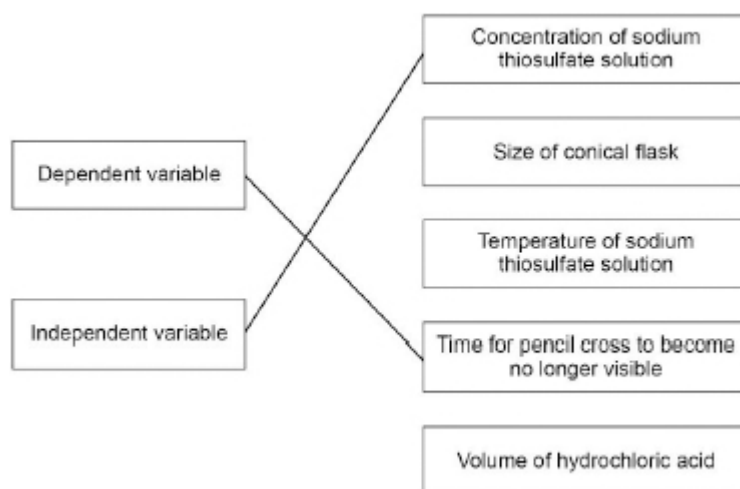 Dependent variable
Independent variable
Concentration of sodium
thiosulfate solution
Size of conical flask
Temperature of sodium
thiosulfate solution
Time for pencil cross to become
no longer visible
Volume of hydrochloric acid